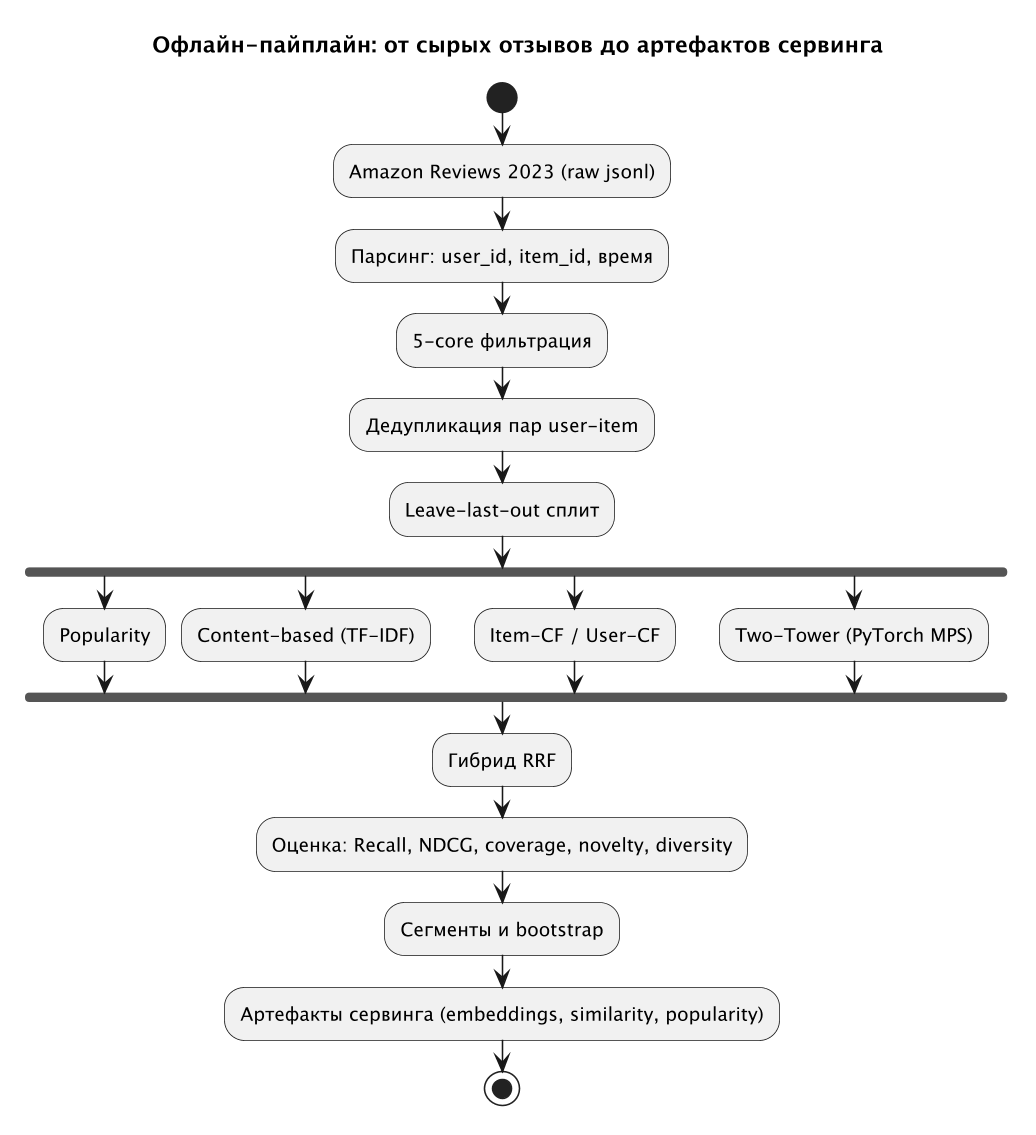 Офлайн-пайплайн: от сырых отзывов до артефактов сервинга
Amazon Reviews 2023 (raw jsonl)
Парсинг: user_id, item_id, время
5-core фильтрация
Дедупликация пар user-item
Leave-last-out сплит
Popularity
Content-based (TF-IDF)
Item-CF / User-CF
Two-Tower (PyTorch MPS)
Гибрид RRF
Оценка: Recall, NDCG, coverage, novelty, diversity
Сегменты и bootstrap
Артефакты сервинга (embeddings, similarity, popularity)